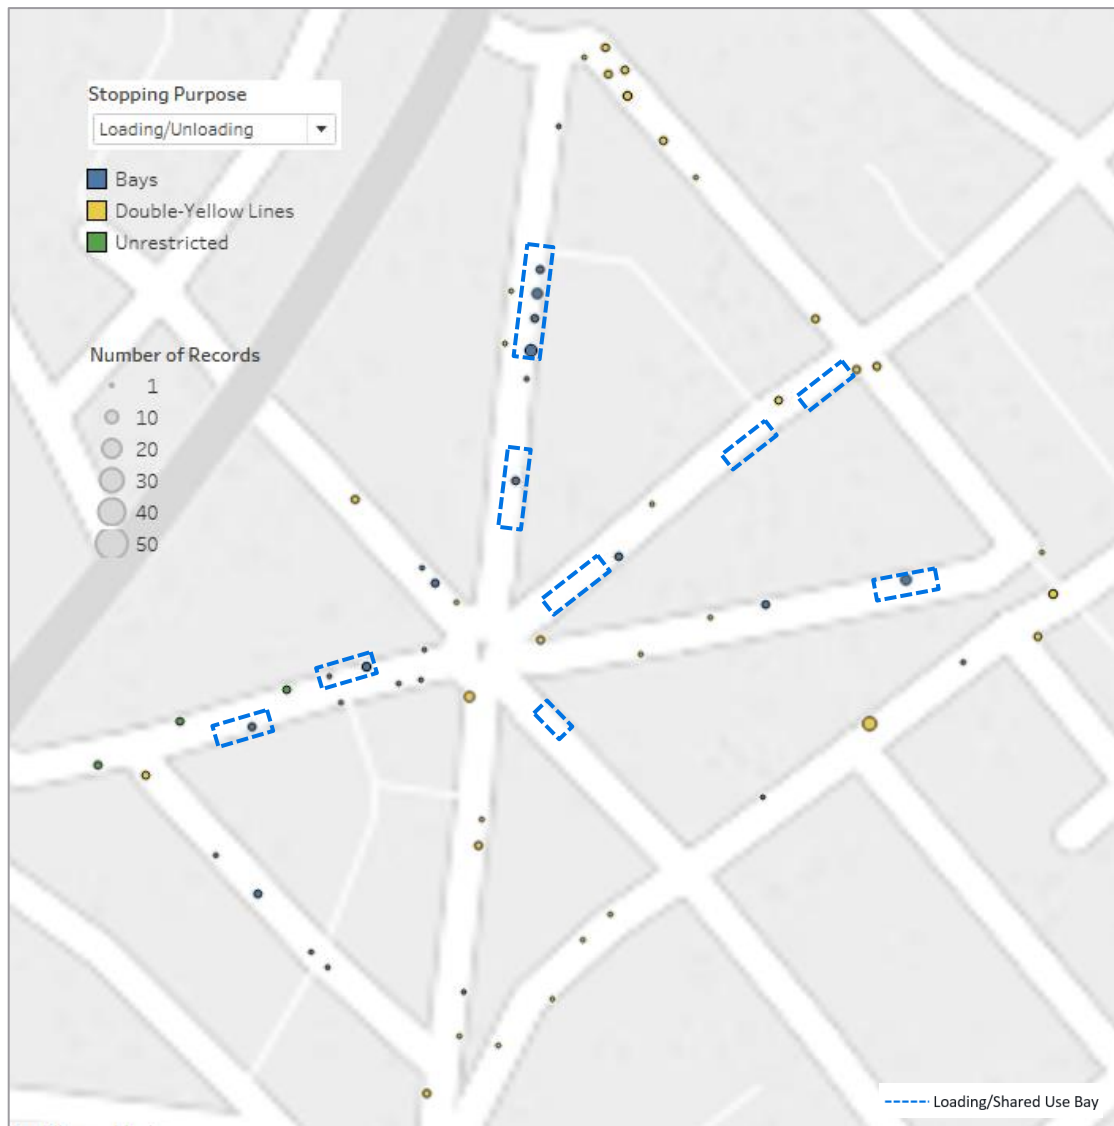 Stopping Purpose
Loading/Unloading
Bays
Double-Yellow Lines
Unrestricted
Number of Records
1
10
20
30
40
50
Loading/Shared Use Bay